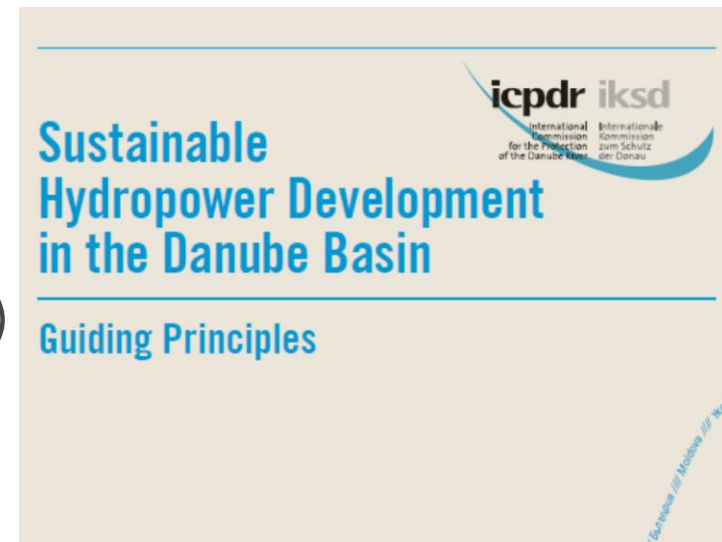 icpdr iksd
International Internationale
Commission Kommission
for the Protection zum Schutz
of the Danube River der Donau
Sustainable
Hydropower Development
in the Danube Basin
Guiding Principles
България //// Moldova ////